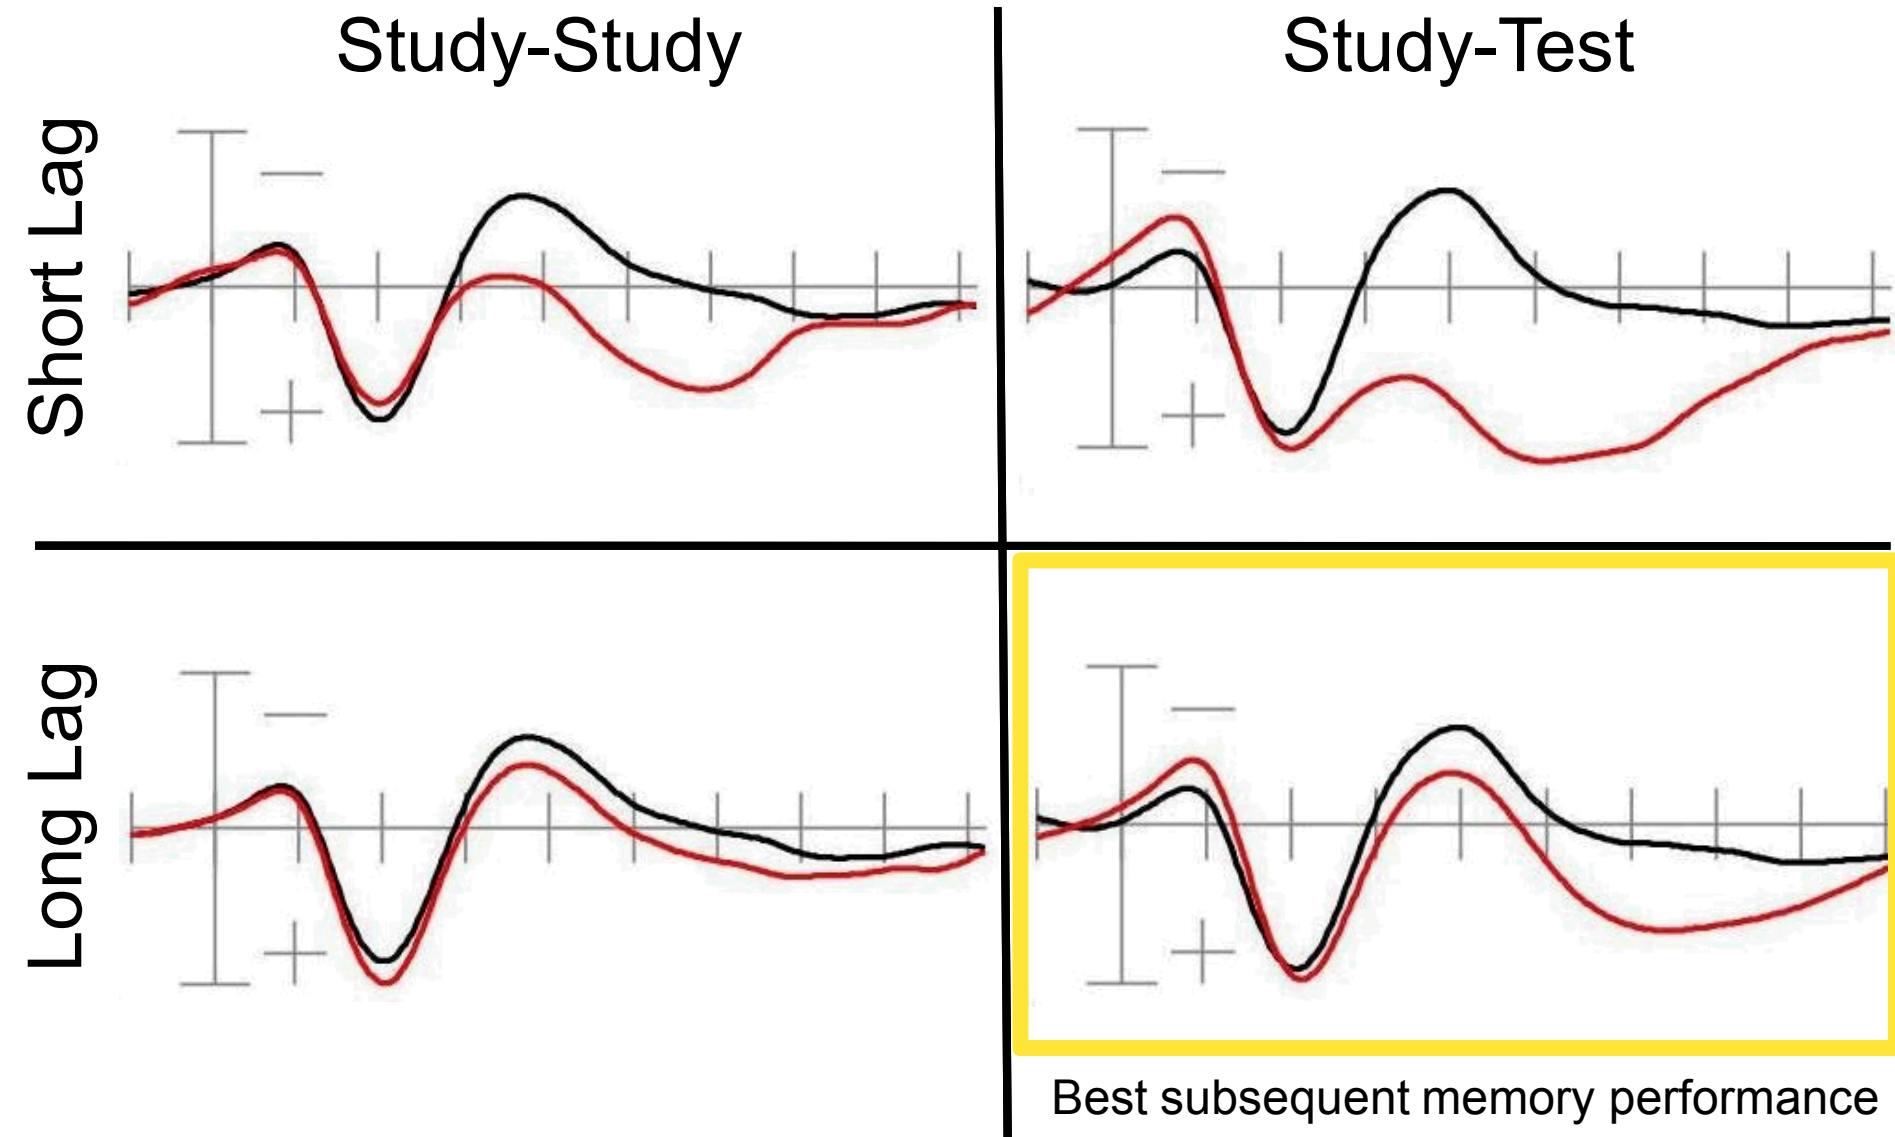 Study-Study
Study-Test
Short Lag
−
+
−
+
Long Lag
−
+
−
+
Best subsequent memory performance